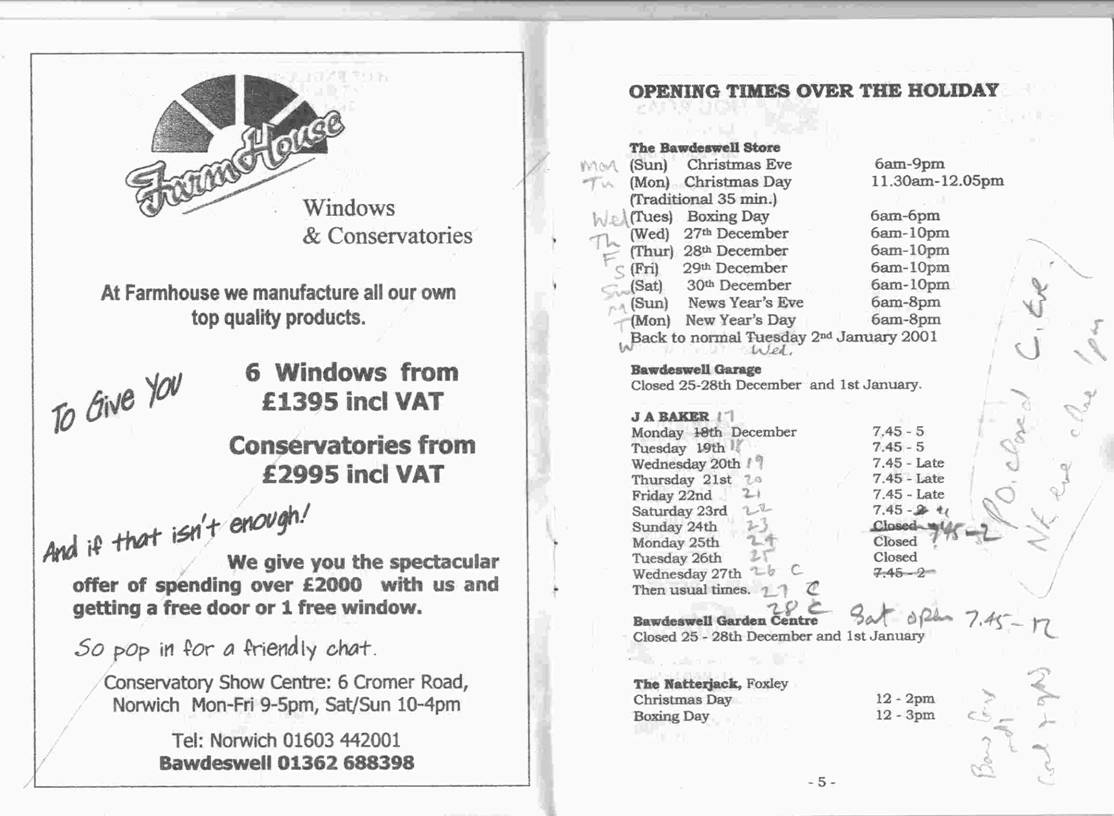 Farm House
Windows
& Conservatories
At Farmhouse we manufacture all our own
top quality products.
To Give You
6 Windows from
£1395 incl VAT
Conservatories from
£2995 incl VAT
And if that isn't enough!
We give you the spectacular
offer of spending over £2000 with us and
getting a free door or 1 free window.
So pop in for a friendly chat.
Conservatory Show Centre: 6 Cromer Road,
Norwich Mon-Fri 9-5pm, Sat/Sun 10-4pm
Tel: Norwich 01603 442001
Bawdeswell 01362 688398
OPENING TIMES OVER THE HOLIDAY
The Bawdeswell Store
Mon (Sun) Christmas Eve 6am-9pm
Tu (Mon) Christmas Day 11.30am-12.05pm
(Traditional 35 min.)
Wed (Tues) Boxing Day 6am-6pm
Th (Wed) 27th December 6am-10pm
F (Thur) 28th December 6am-10pm
S (Fri) 29th December 6am-10pm
Sun (Sat) 30th December 6am-10pm
M (Sun) News Year's Eve 6am-8pm
T (Mon) New Year's Day 6am-8pm
W Back to normal Tuesday 2nd January 2001
Wed.
Bawdeswell Garage
Closed 25-28th December and 1st January.
J A BAKER 17
Monday 18th December 7.45 - 5
Tuesday 19th 18 7.45 - 5
Wednesday 20th 19 7.45 - Late
Thursday 21st 20 7.45 - Late
Friday 22nd 21 7.45 - Late
Saturday 23rd 22 7.45 - 2
Sunday 24th 23 Closed 7.45-2
Monday 25th 24 Closed
Tuesday 26th 25 Closed
Wednesday 27th 26 C 7.45 - 2
Then usual times. 27 C
28 C
Sat open 7.45-12
Bawdeswell Garden Centre
Closed 25 - 28th December and 1st January
The Natterjack, Foxley
Christmas Day 12 - 2pm
Boxing Day 12 - 3pm
- 5 -
P.O. closed C. Eve.
eve close 1pm